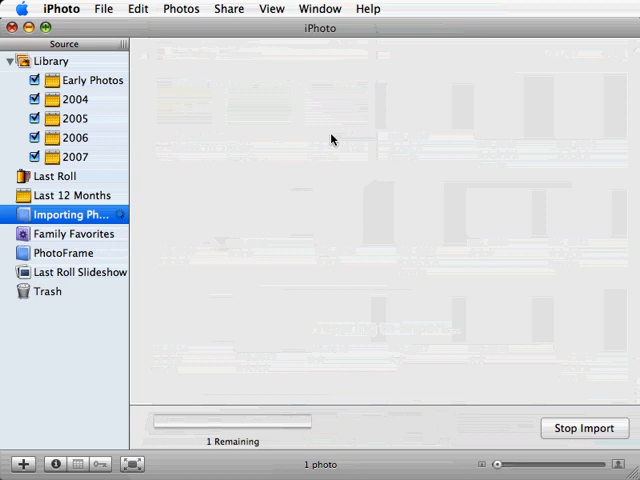 iPhoto File Edit Photos Share View Window Help
iPhoto
Source
Library
Early Photos
2004
2005
2006
2007
Last Roll
Last 12 Months
Importing Ph...
Family Favorites
PhotoFrame
Last Roll Slideshow
Trash
1 Remaining
Stop Import
1 photo